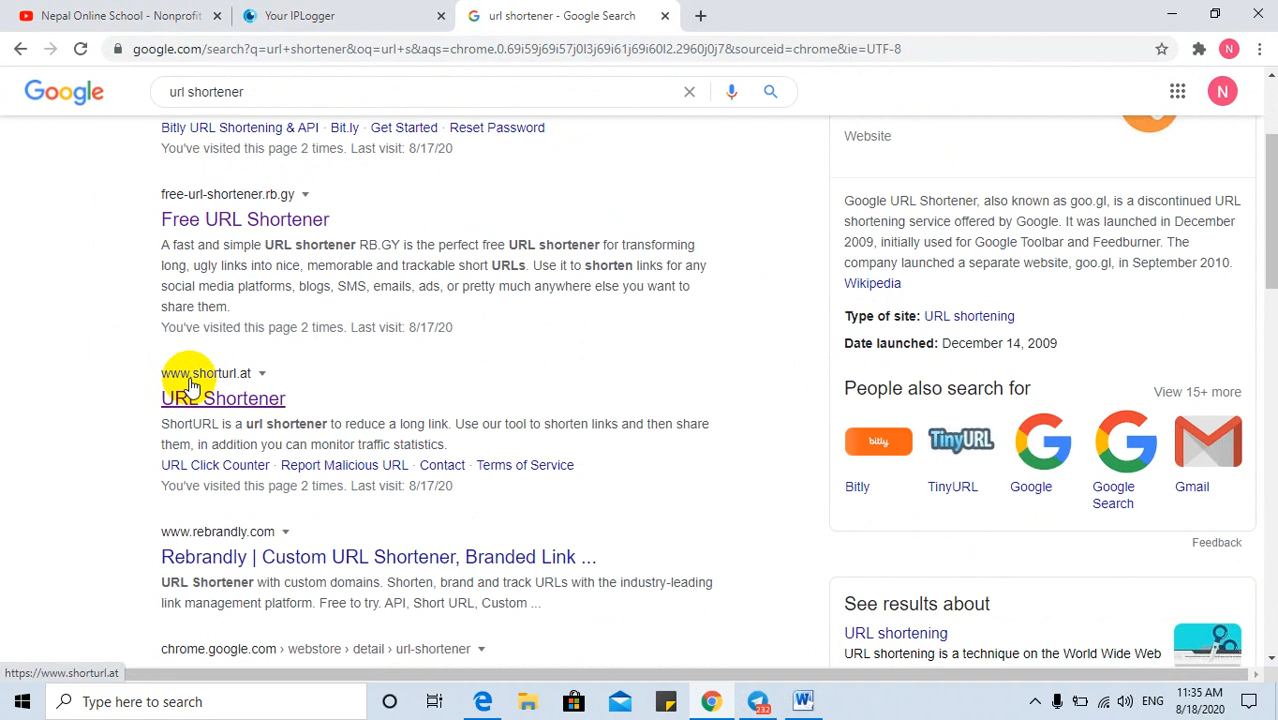 Nepal Online School - Nonprofit
Your IPLogger
url shortener - Google Search
google.com/search?q=url+shortener&oq=url+s&aqs=chrome.0.69i59j69i57j0l3j69i61j69i60l2.2960j0j7&sourceid=chrome&ie=UTF-8
N
Google
url shortener
N
Bitly URL Shortening & API · Bit.ly · Get Started · Reset Password
You've visited this page 2 times. Last visit: 8/17/20
free-url-shortener.rb.gy
Free URL Shortener
A fast and simple URL shortener RB.GY is the perfect free URL shortener for transforming
long, ugly links into nice, memorable and trackable short URLs. Use it to shorten links for any
social media platforms, blogs, SMS, emails, ads, or pretty much anywhere else you want to
share them.
You've visited this page 2 times. Last visit: 8/17/20
www.shorturl.at
URL Shortener
ShortURL is a url shortener to reduce a long link. Use our tool to shorten links and then share
them, in addition you can monitor traffic statistics.
URL Click Counter · Report Malicious URL · Contact · Terms of Service
You've visited this page 2 times. Last visit: 8/17/20
www.rebrandly.com
Rebrandly | Custom URL Shortener, Branded Link ...
URL Shortener with custom domains. Shorten, brand and track URLs with the industry-leading
link management platform. Free to try. API, Short URL, Custom ...
chrome.google.com › webstore › detail › url-shortener
Website
Google URL Shortener, also known as goo.gl, is a discontinued URL
shortening service offered by Google. It was launched in December
2009, initially used for Google Toolbar and Feedburner. The
company launched a separate website, goo.gl, in September 2010.
Wikipedia
Type of site: URL shortening
Date launched: December 14, 2009
People also search for
View 15+ more
bitly
TinyURL
Bitly
TinyURL
Google
Google
Search
Gmail
Feedback
See results about
URL shortening
URL shortening is a technique on the World Wide Web
https://www.shorturl.at
Type here to search
232
ENG
11:35 AM
8/18/2020